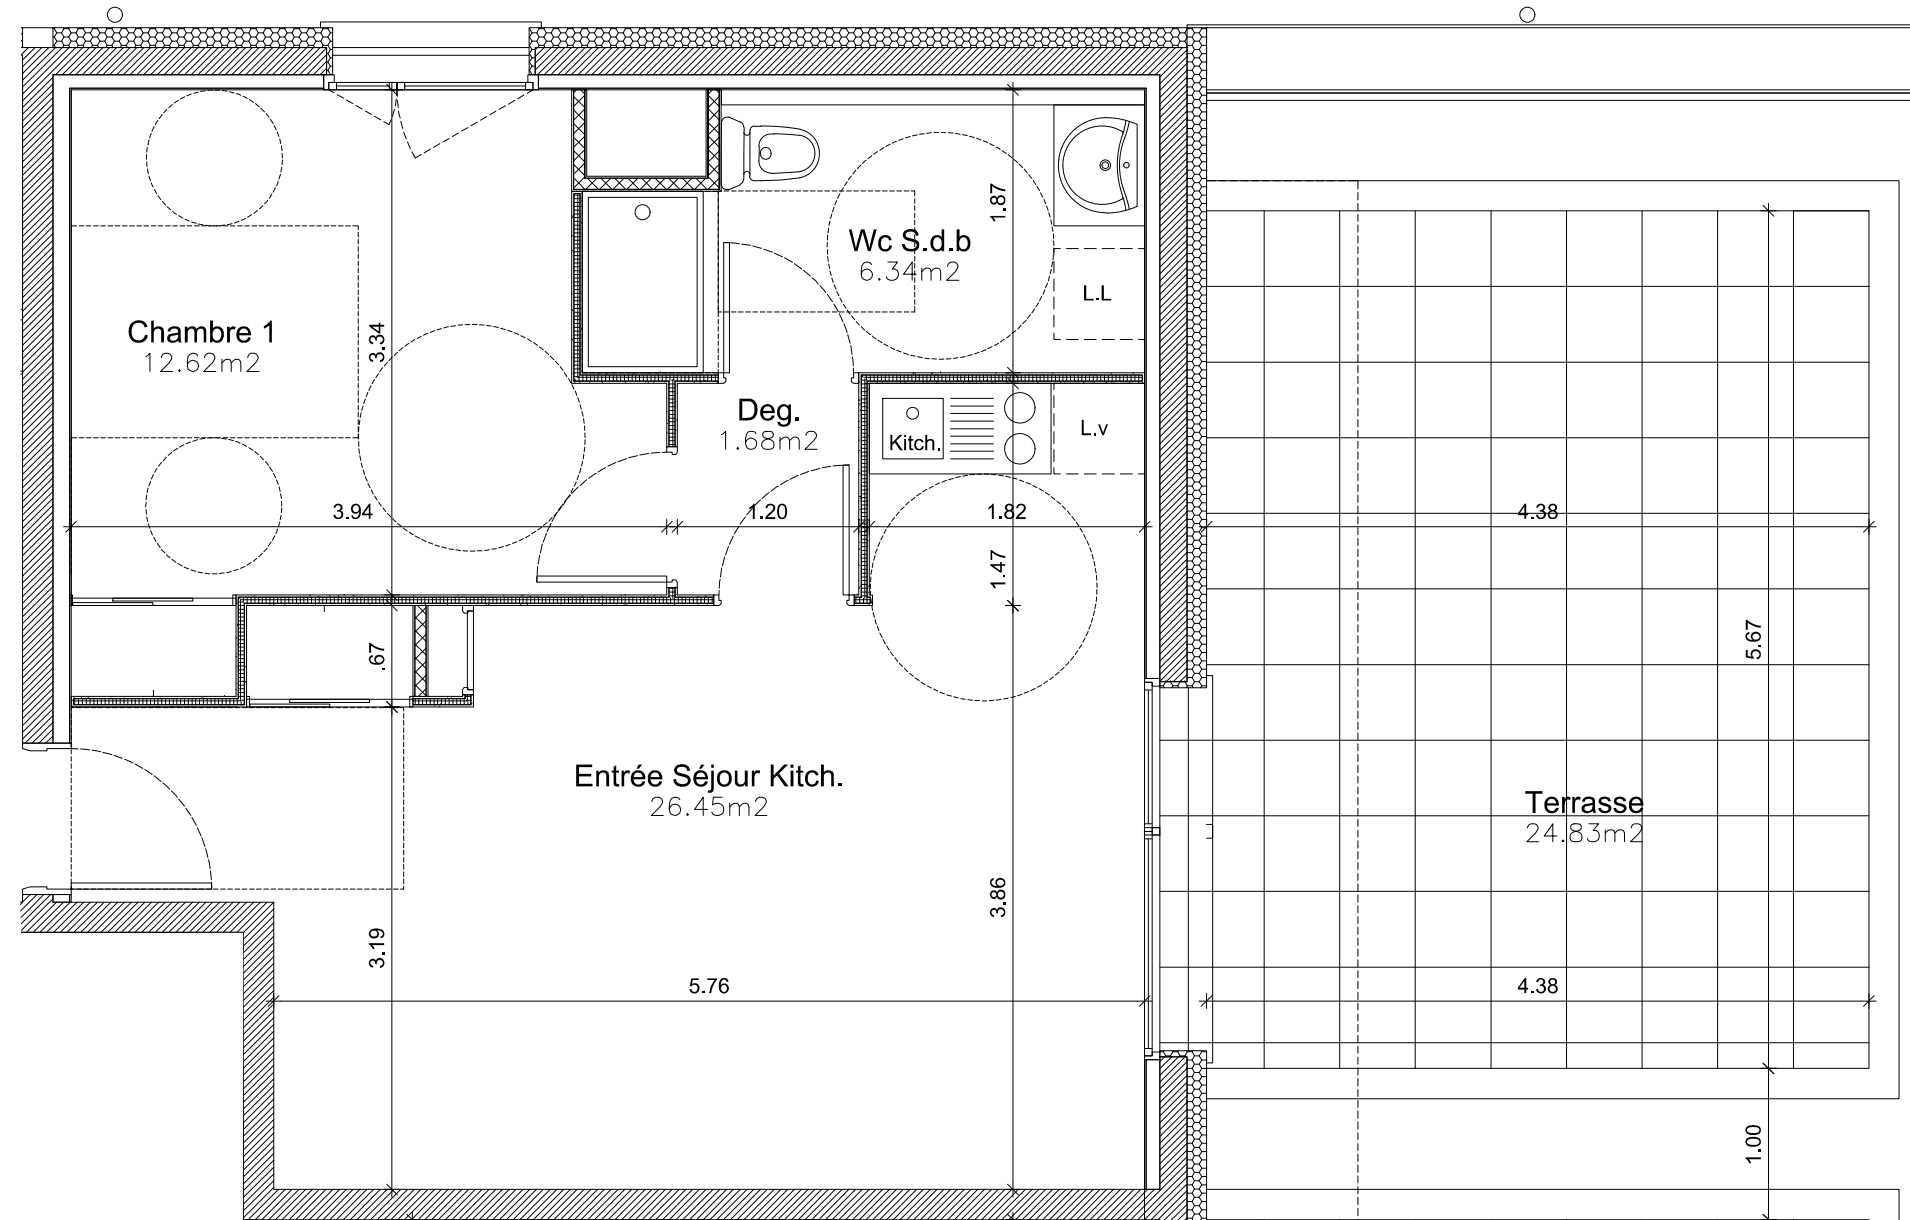 1.87
Wc S.d.b
6.34m2
L.L
Chambre 1
12.62m2
3.34
Deg.
1.68m2
Kitch.
L.v
3.94
1.20
1.82
4.38
1.47
.67
5.67
Entrée Séjour Kitch.
26.45m2
Terrasse
24.83m2
3.86
3.19
5.76
4.38
1.00